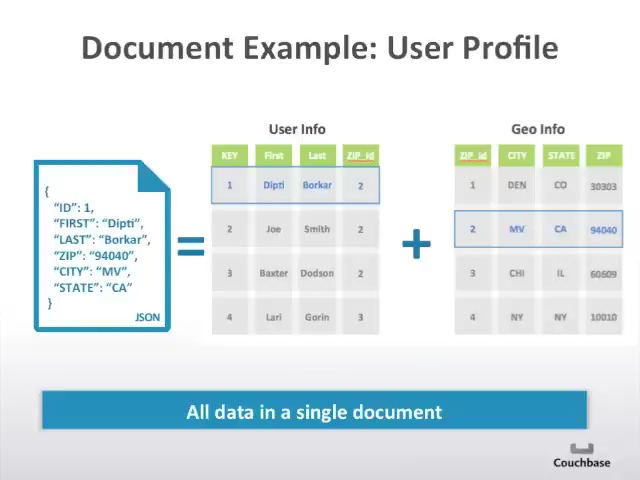 Document Example: User Profile
User Info
Geo Info
KEY First Last ZIP_id
ZIP_id CITY STATE ZIP
1 Dipti Borkar 2
1 DEN CO 30303
2 Joe Smith 2
2 MV CA 94040
3 Baxter Dodson 2
3 CHI IL 60609
4 Lari Gorin 3
4 NY NY 10010
{
“ID”: 1,
“FIRST”: “Dipti”,
“LAST”: “Borkar”,
“ZIP”: “94040”,
“CITY”: “MV”,
“STATE”: “CA”
}
JSON
=
+
All data in a single document
Couchbase